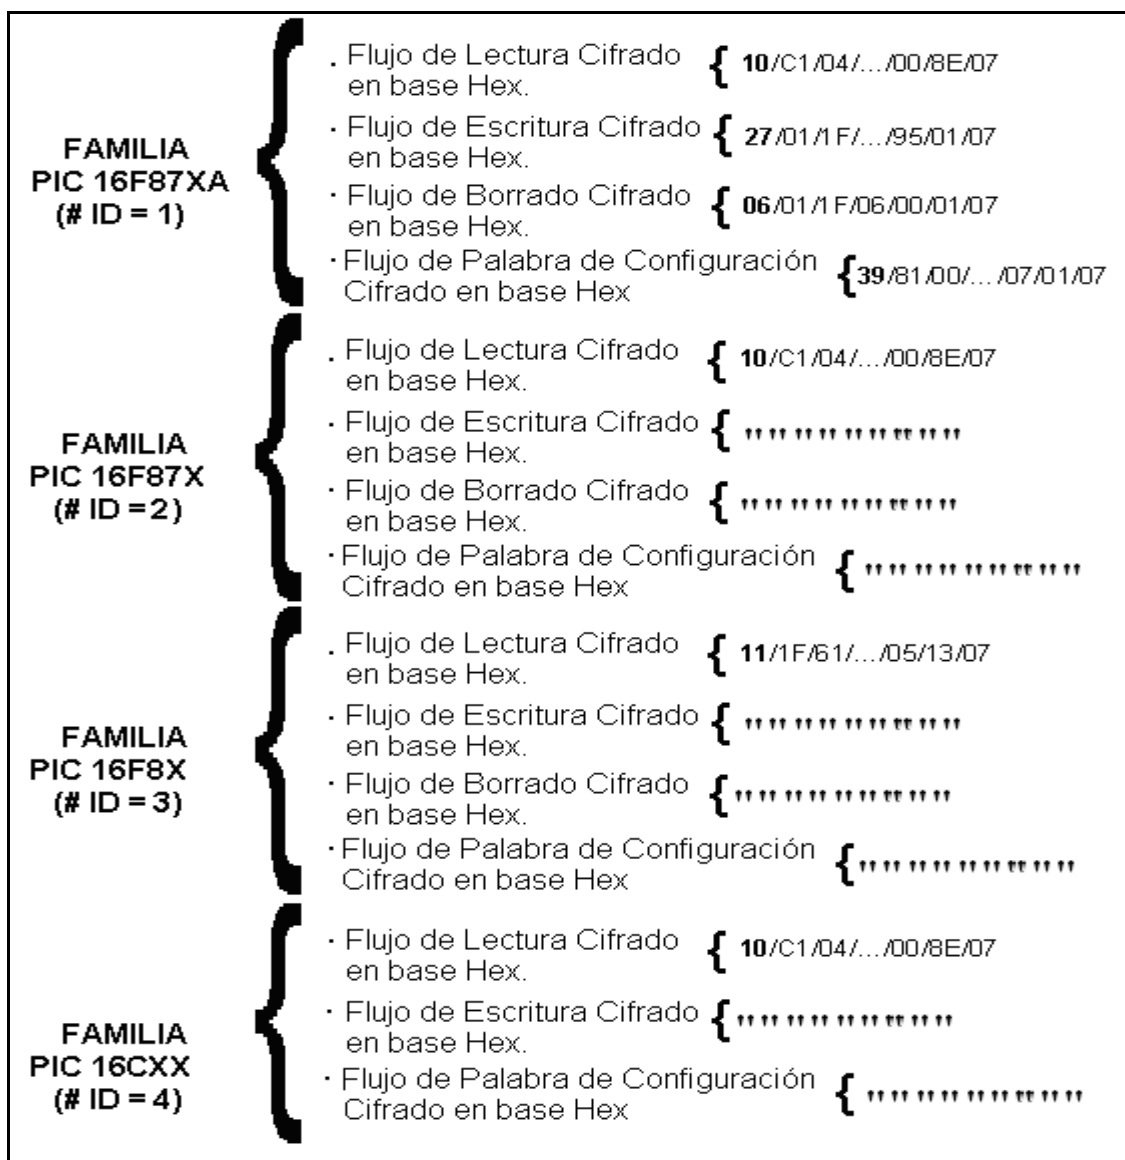 FAMILIA
PIC 16F87XA
(# ID = 1)
. Flujo de Lectura Cifrado
en base Hex.
{ 10/C1/04/.../00/8E/07
· Flujo de Escritura Cifrado
en base Hex.
{ 27/01/1F/.../95/01/07
· Flujo de Borrado Cifrado
en base Hex.
{ 06/01/1F/06/00/01/07
· Flujo de Palabra de Configuración
Cifrado en base Hex
{ 39/81/00/... /07/01/07
FAMILIA
PIC 16F87X
(# ID = 2)
. Flujo de Lectura Cifrado
en base Hex.
{ 10/C1/04/.../00/8E/07
· Flujo de Escritura Cifrado
en base Hex.
{ " " " " " " " " "
· Flujo de Borrado Cifrado
en base Hex.
{ " " " " " " " " "
· Flujo de Palabra de Configuración
Cifrado en base Hex
{ " " " " " " " " "
FAMILIA
PIC 16F8X
(# ID = 3)
. Flujo de Lectura Cifrado
en base Hex.
{ 11/1F/61/.../05/13/07
· Flujo de Escritura Cifrado
en base Hex.
{ " " " " " " " " "
· Flujo de Borrado Cifrado
en base Hex.
{ " " " " " " " " "
· Flujo de Palabra de Configuración
Cifrado en base Hex
{ " " " " " " " " "
FAMILIA
PIC 16CXX
(# ID = 4)
· Flujo de Lectura Cifrado
en base Hex.
{ 10/C1/04/.../00/8E/07
· Flujo de Escritura Cifrado
en base Hex.
{ " " " " " " " " "
· Flujo de Palabra de Configuración
Cifrado en base Hex
{ " " " " " " " " "